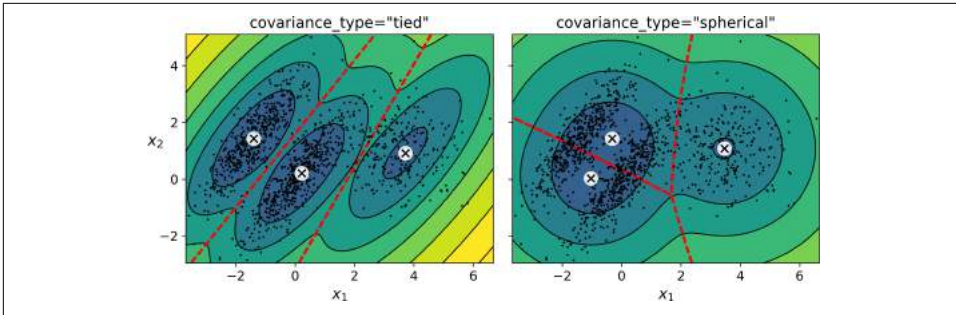 covariance_type="tied" covariance_type="spherical"
4
2
x₂
0
−2
−2 0 2 4 6 −2 0 2 4 6
x₁ x₁